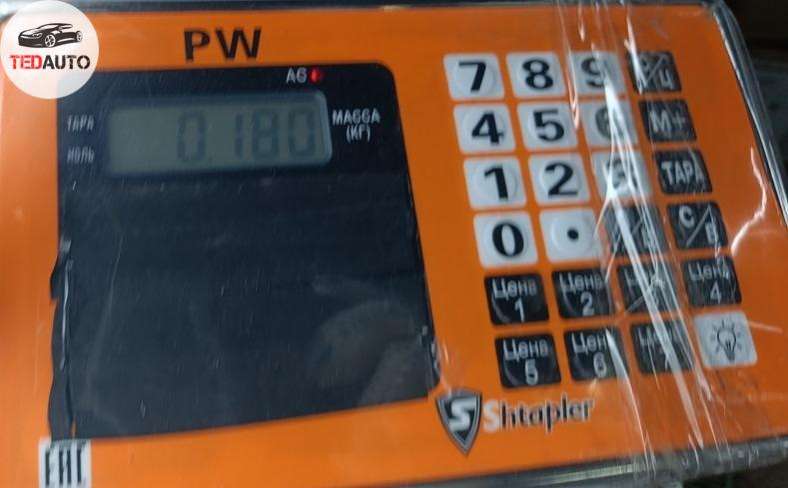 TEDAUTO
PW
АБ
ТАРА
НОЛЬ
0.180
МАССА
(КГ)
7 8 9
4 5 6 М+
1 2 ТАРА
0 .
Цена 1
Цена 2
Цена 4
Цена 5
Цена 6
Shtapler
EAC